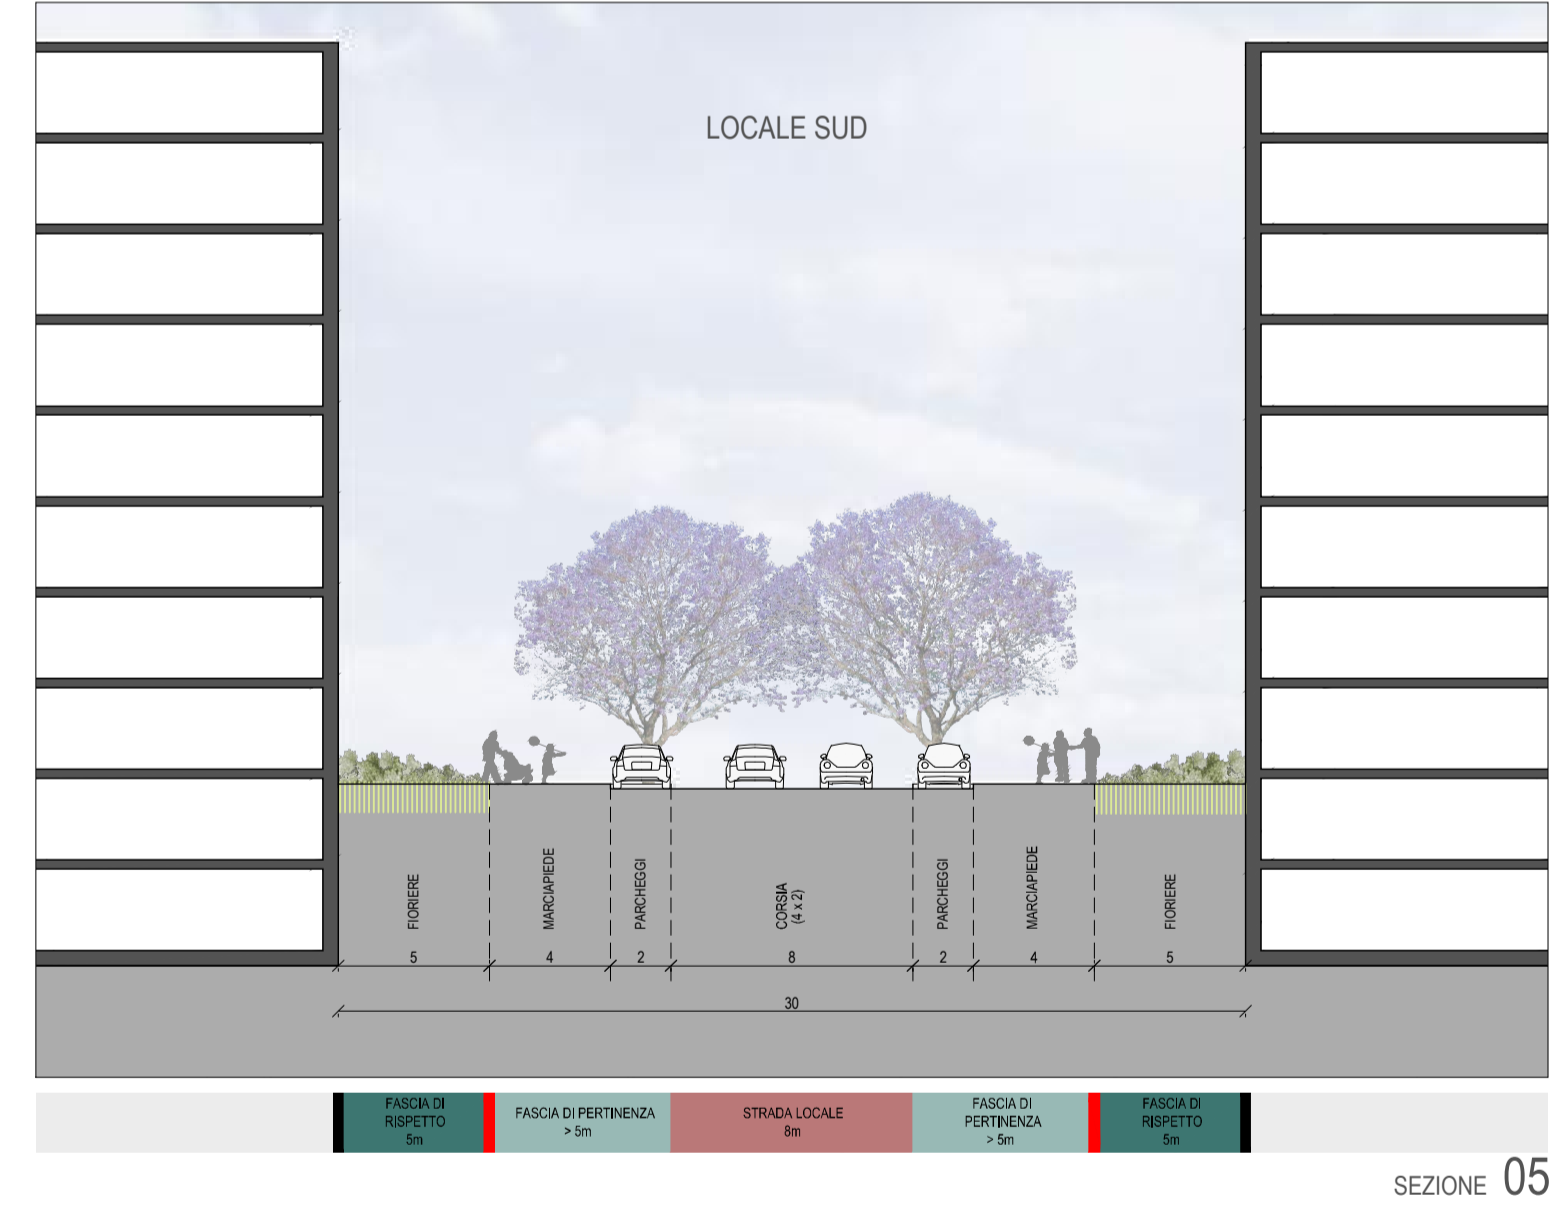 LOCALE SUD
FIORIERE
MARCIAPIEDE
PARCHEGGI
CORSIA
(4 x 2)
PARCHEGGI
MARCIAPIEDE
FIORIERE
5
4
2
8
2
4
5
30
FASCIA DI
RISPETTO
5m
FASCIA DI PERTINENZA
> 5m
STRADA LOCALE
8m
FASCIA DI
PERTINENZA
> 5m
FASCIA DI
RISPETTO
5m
SEZIONE 05